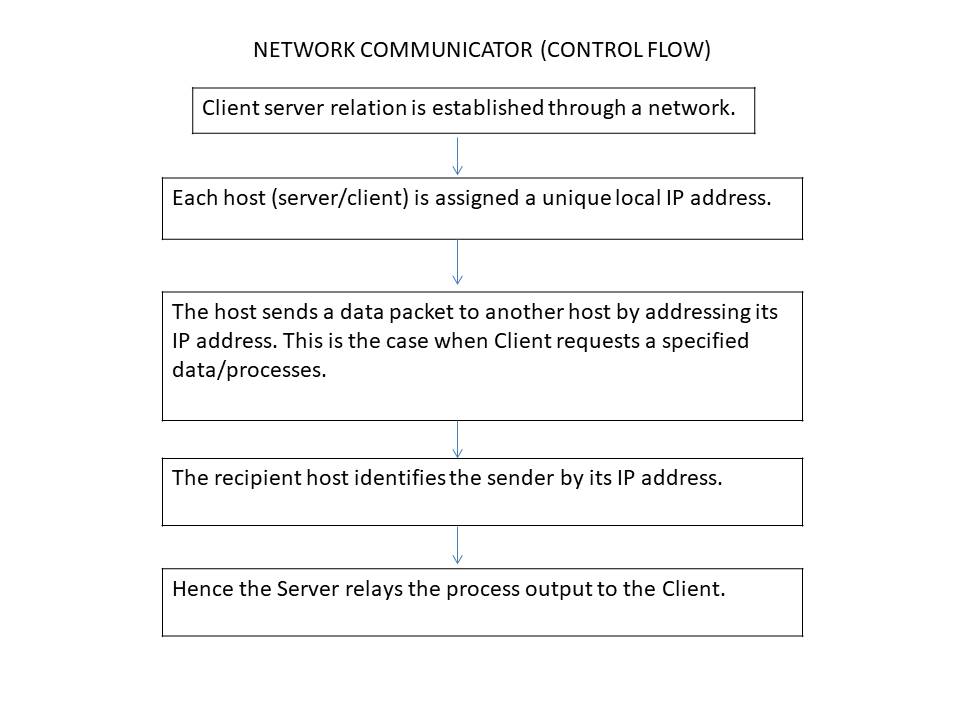 NETWORK COMMUNICATOR (CONTROL FLOW)
Client server relation is established through a network.
Each host (server/client) is assigned a unique local IP address.
The host sends a data packet to another host by addressing its
IP address. This is the case when Client requests a specified
data/processes.
The recipient host identifies the sender by its IP address.
Hence the Server relays the process output to the Client.